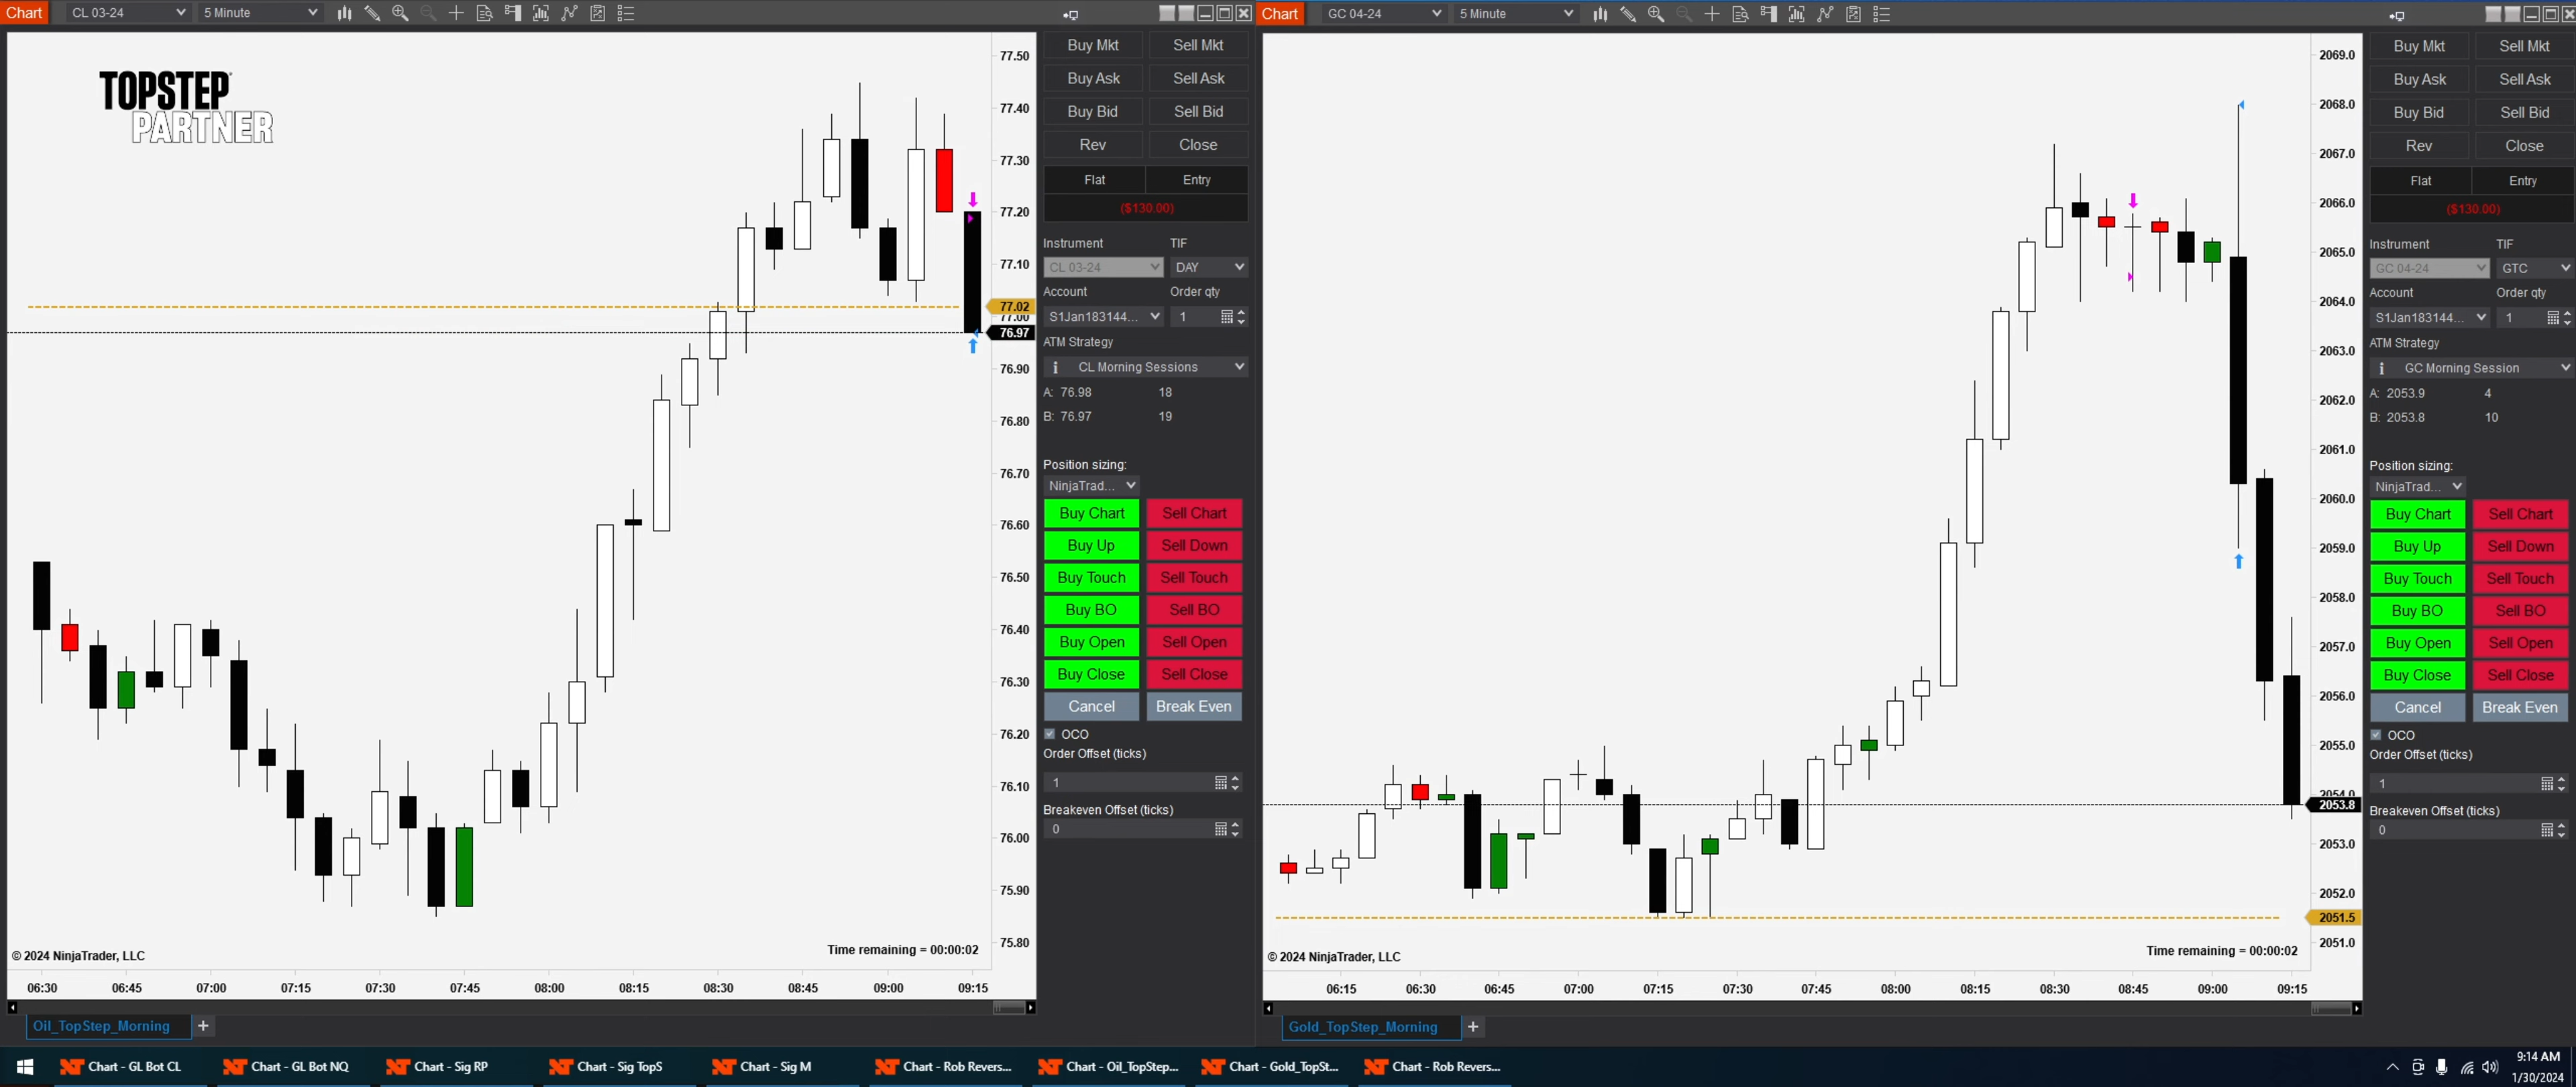 Chart CL 03-24 5 Minute
TOPSTEP
PARTNER
77.50
77.40
77.30
77.20
77.10
77.02
77.00
76.97
76.90
76.80
76.70
76.60
76.50
76.40
76.30
76.20
76.10
76.00
75.90
75.80
© 2024 NinjaTrader, LLC
Time remaining = 00:00:02
06:30 06:45 07:00 07:15 07:30 07:45 08:00 08:15 08:30 08:45 09:00 09:15
Oil_TopStep_Morning +
Buy Mkt Sell Mkt
Buy Ask Sell Ask
Buy Bid Sell Bid
Rev Close
Flat Entry
($130.00)
Instrument TIF
CL 03-24 DAY
Account Order qty
S1Jan183144... 1
ATM Strategy
i CL Morning Sessions
A: 76.98 18
B: 76.97 19
Position sizing:
NinjaTrad...
Buy Chart Sell Chart
Buy Up Sell Down
Buy Touch Sell Touch
Buy BO Sell BO
Buy Open Sell Open
Buy Close Sell Close
Cancel Break Even
OCO
Order Offset (ticks)
1
Breakeven Offset (ticks)
0
Chart GC 04-24 5 Minute
2069.0
2068.0
2067.0
2066.0
2065.0
2064.0
2063.0
2062.0
2061.0
2060.0
2059.0
2058.0
2057.0
2056.0
2055.0
2054.0
2053.8
2053.0
2052.0
2051.5
2051.0
© 2024 NinjaTrader, LLC
Time remaining = 00:00:02
06:15 06:30 06:45 07:00 07:15 07:30 07:45 08:00 08:15 08:30 08:45 09:00 09:15
Gold_TopStep_Morning +
Buy Mkt Sell Mkt
Buy Ask Sell Ask
Buy Bid Sell Bid
Rev Close
Flat Entry
($130.00)
Instrument TIF
GC 04-24 GTC
Account Order qty
S1Jan183144... 1
ATM Strategy
i GC Morning Session
A: 2053.9 4
B: 2053.8 10
Position sizing:
NinjaTrad...
Buy Chart Sell Chart
Buy Up Sell Down
Buy Touch Sell Touch
Buy BO Sell BO
Buy Open Sell Open
Buy Close Sell Close
Cancel Break Even
OCO
Order Offset (ticks)
1
Breakeven Offset (ticks)
0
Chart - GL Bot CL Chart - GL Bot NQ Chart - Sig RP Chart - Sig TopS Chart - Sig M Chart - Rob Revers... Chart - Oil_TopStep... Chart - Gold_TopSt... Chart - Rob Revers...
9:14 AM
1/30/2024